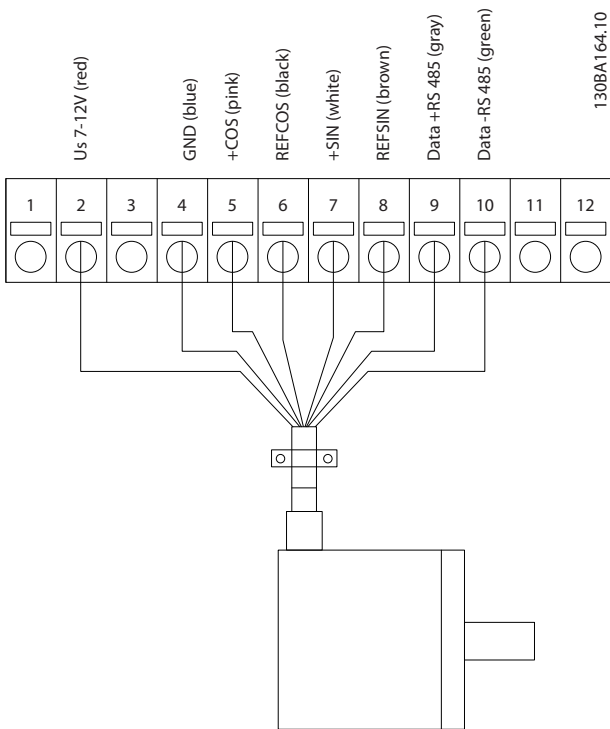 Us 7-12V (red)
GND (blue)
+COS (pink)
REFCOS (black)
+SIN (white)
REFSIN (brown)
Data +RS 485 (gray)
Data -RS 485 (green)
130BA164.10
1 2 3 4 5 6 7 8 9 10 11 12